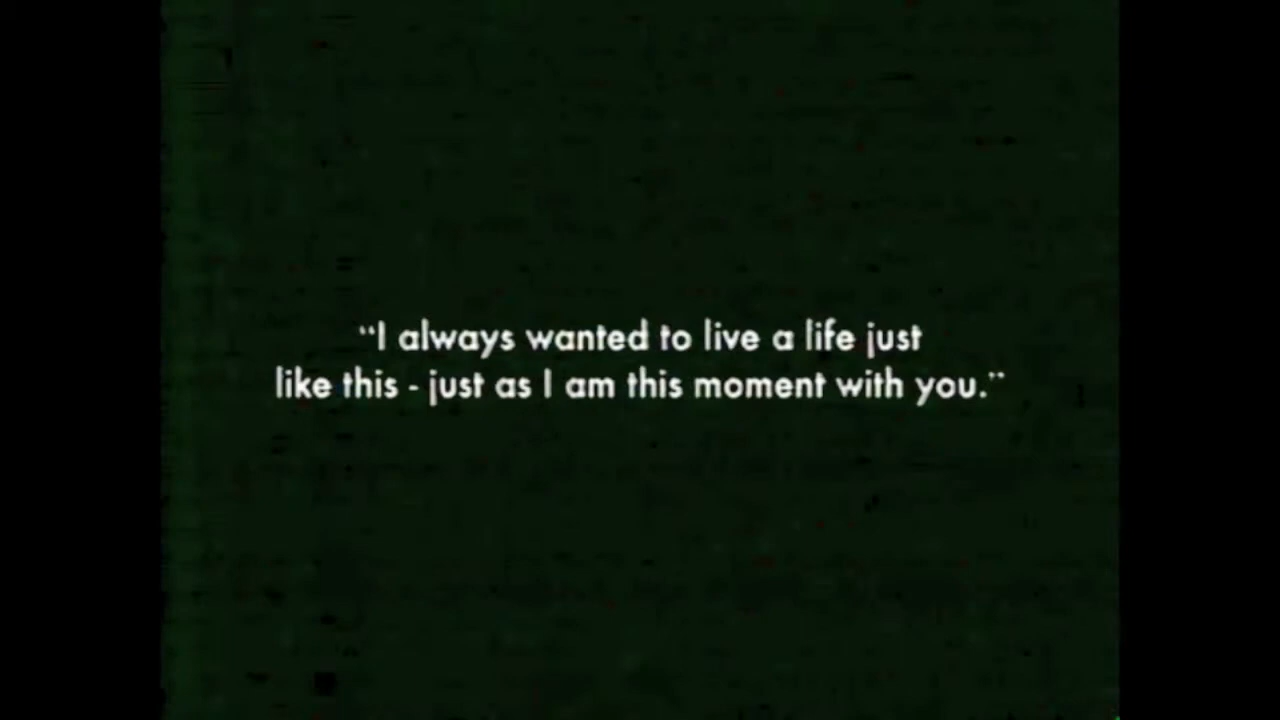 “I always wanted to live a life just
like this - just as I am this moment with you.”